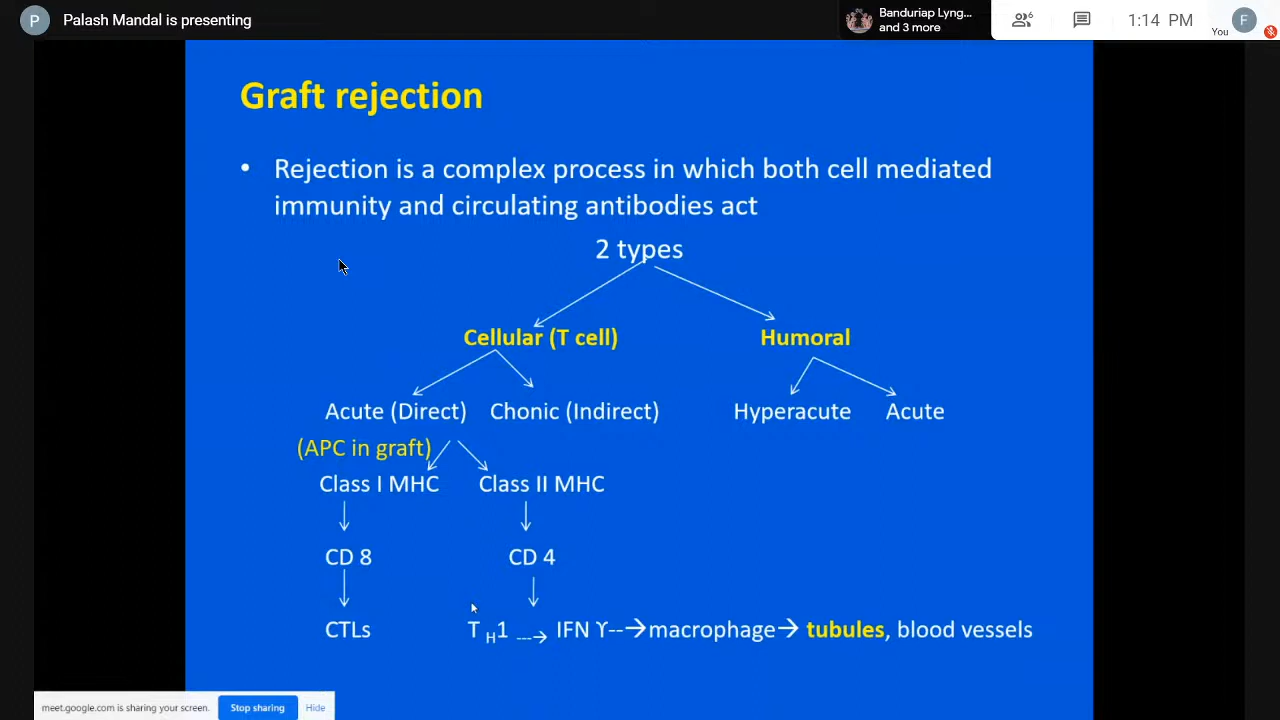 P Palash Mandal is presenting
Banduriap Lyng...
and 3 more
6
1:14 PM
You
F
Graft rejection
• Rejection is a complex process in which both cell mediated
immunity and circulating antibodies act
2 types
Cellular (T cell) Humoral
Acute (Direct) Chonic (Indirect) Hyperacute Acute
(APC in graft)
Class I MHC Class II MHC
CD 8 CD 4
CTLs T H1 ---→ IFN ϒ--→macrophage→ tubules, blood vessels
meet.google.com is sharing your screen. Stop sharing Hide